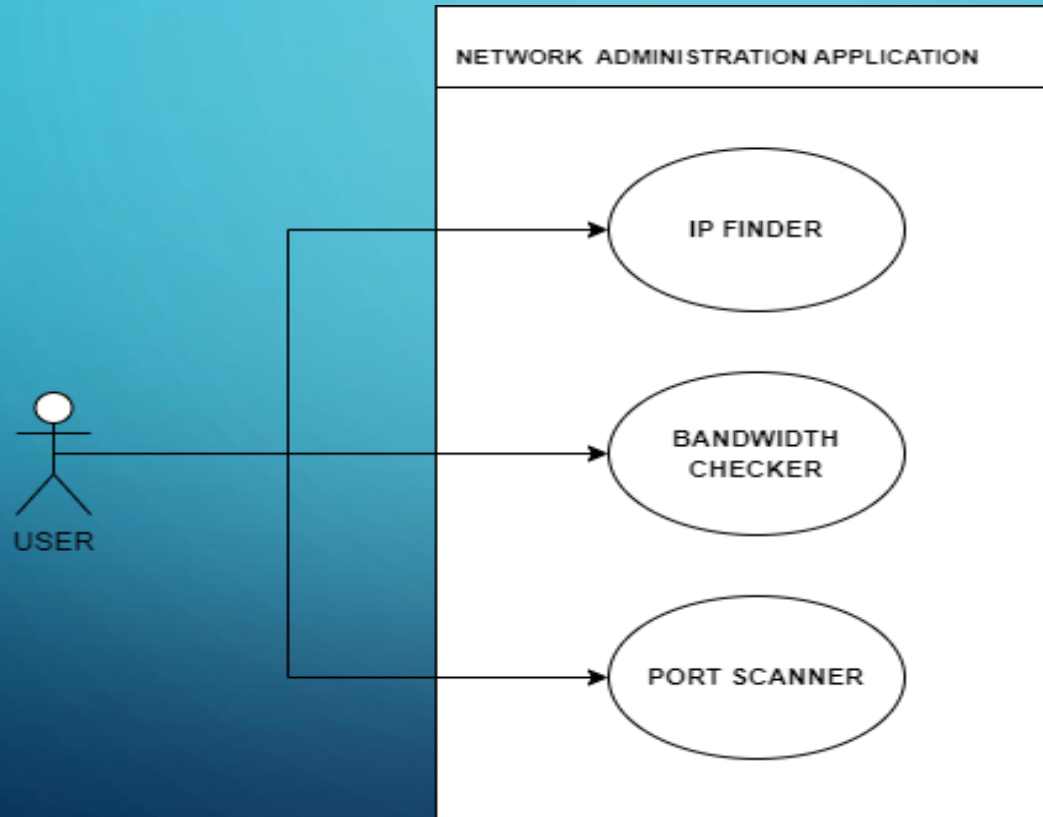 NETWORK ADMINISTRATION APPLICATION
IP FINDER
BANDWIDTH
CHECKER
USER
PORT SCANNER